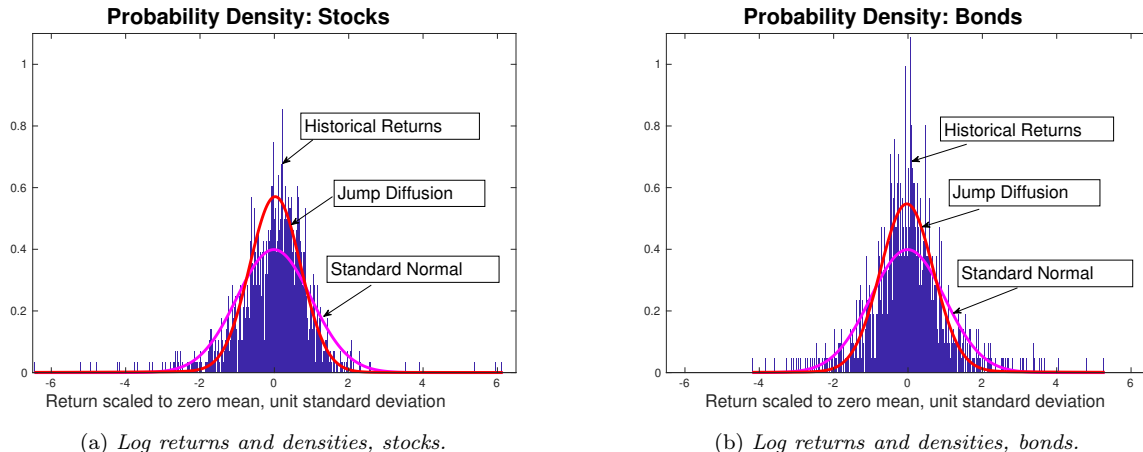 Probability Density: Stocks
1
0.8
0.6
0.4
0.2
0
-6
-4
-2
0
2
4
6
Historical Returns
Jump Diffusion
Standard Normal
Return scaled to zero mean, unit standard deviation
(a) Log returns and densities, stocks.
Probability Density: Bonds
1
0.8
0.6
0.4
0.2
0
-6
-4
-2
0
2
4
6
Historical Returns
Jump Diffusion
Standard Normal
Return scaled to zero mean, unit standard deviation
(b) Log returns and densities, bonds.